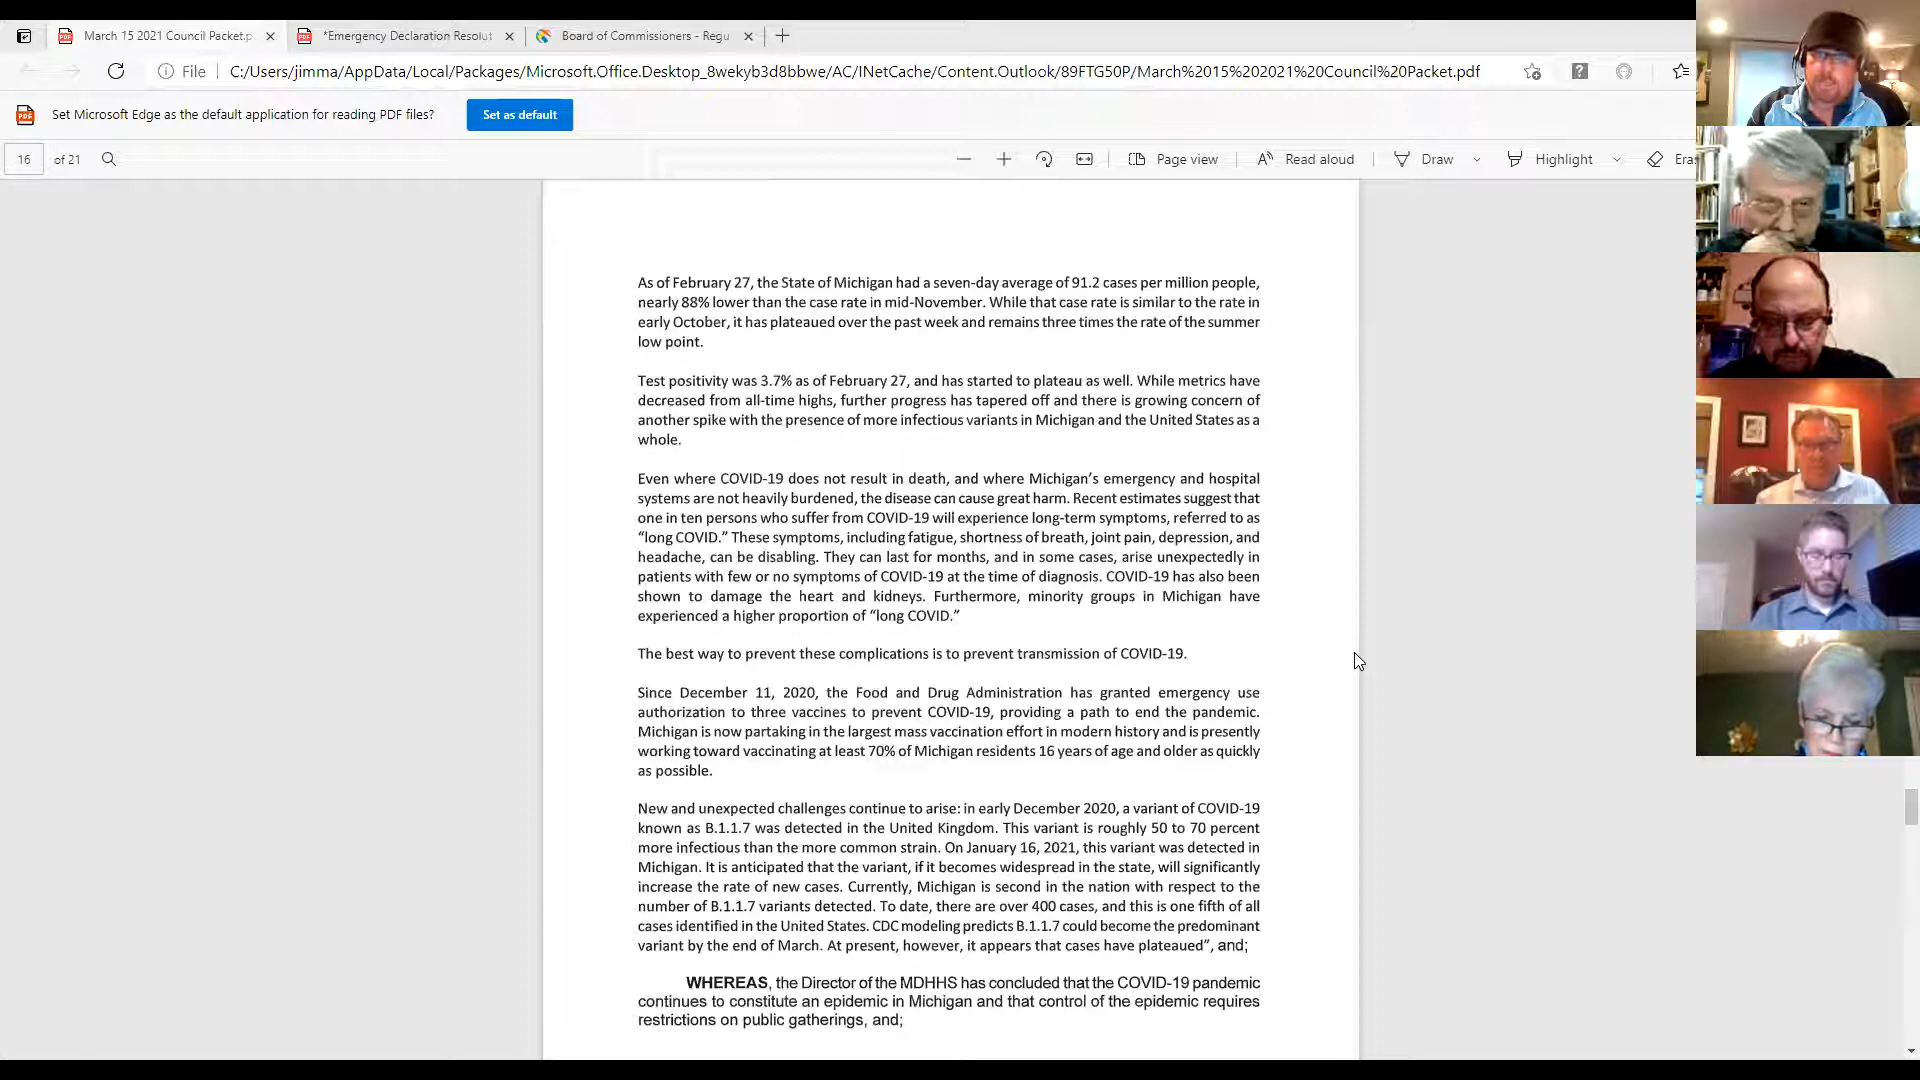 March 15 2021 Council Packet.p
*Emergency Declaration Resolut
Board of Commissioners - Regu
File
C:/Users/jimma/AppData/Local/Packages/Microsoft.Office.Desktop_8wekyb3d8bbwe/AC/INetCache/Content.Outlook/89FTG50P/March%2015%202021%20Council%20Packet.pdf
Set Microsoft Edge as the default application for reading PDF files?
Set as default
16 of 21
Page view
Read aloud
Draw
Highlight
Eras
As of February 27, the State of Michigan had a seven-day average of 91.2 cases per million people,
nearly 88% lower than the case rate in mid-November. While that case rate is similar to the rate in
early October, it has plateaued over the past week and remains three times the rate of the summer
low point.
Test positivity was 3.7% as of February 27, and has started to plateau as well. While metrics have
decreased from all-time highs, further progress has tapered off and there is growing concern of
another spike with the presence of more infectious variants in Michigan and the United States as a
whole.
Even where COVID-19 does not result in death, and where Michigan’s emergency and hospital
systems are not heavily burdened, the disease can cause great harm. Recent estimates suggest that
one in ten persons who suffer from COVID-19 will experience long-term symptoms, referred to as
“long COVID.” These symptoms, including fatigue, shortness of breath, joint pain, depression, and
headache, can be disabling. They can last for months, and in some cases, arise unexpectedly in
patients with few or no symptoms of COVID-19 at the time of diagnosis. COVID-19 has also been
shown to damage the heart and kidneys. Furthermore, minority groups in Michigan have
experienced a higher proportion of “long COVID.”
The best way to prevent these complications is to prevent transmission of COVID-19.
Since December 11, 2020, the Food and Drug Administration has granted emergency use
authorization to three vaccines to prevent COVID-19, providing a path to end the pandemic.
Michigan is now partaking in the largest mass vaccination effort in modern history and is presently
working toward vaccinating at least 70% of Michigan residents 16 years of age and older as quickly
as possible.
New and unexpected challenges continue to arise: in early December 2020, a variant of COVID-19
known as B.1.1.7 was detected in the United Kingdom. This variant is roughly 50 to 70 percent
more infectious than the more common strain. On January 16, 2021, this variant was detected in
Michigan. It is anticipated that the variant, if it becomes widespread in the state, will significantly
increase the rate of new cases. Currently, Michigan is second in the nation with respect to the
number of B.1.1.7 variants detected. To date, there are over 400 cases, and this is one fifth of all
cases identified in the United States. CDC modeling predicts B.1.1.7 could become the predominant
variant by the end of March. At present, however, it appears that cases have plateaued”, and;
WHEREAS, the Director of the MDHHS has concluded that the COVID-19 pandemic
continues to constitute an epidemic in Michigan and that control of the epidemic requires
restrictions on public gatherings, and;